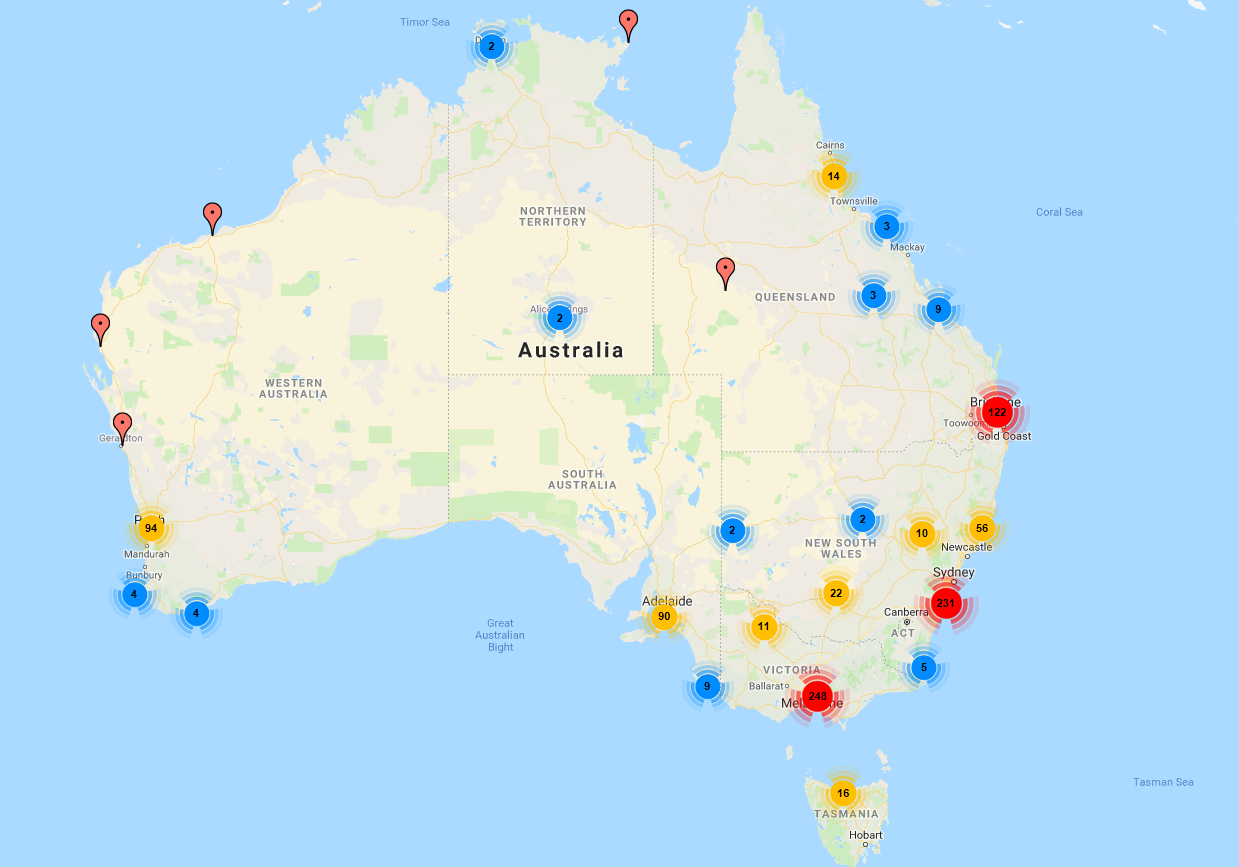 Timor Sea
2
Cairns
14
Townsville
Coral Sea
3
Mackay
NORTHERN
TERRITORY
QUEENSLAND
3
9
2
Australia
WESTERN
AUSTRALIA
122
Gold Coast
SOUTH
AUSTRALIA
94
Mandurah
Bunbury
4
4
2
2
10
56
NEW SOUTH
WALES
Newcastle
Sydney
22
231
Adelaide
90
11
Canberra
ACT
Great
Australian
Bight
VICTORIA
5
9
Ballarat
248
16
TASMANIA
Hobart
Tasman Sea